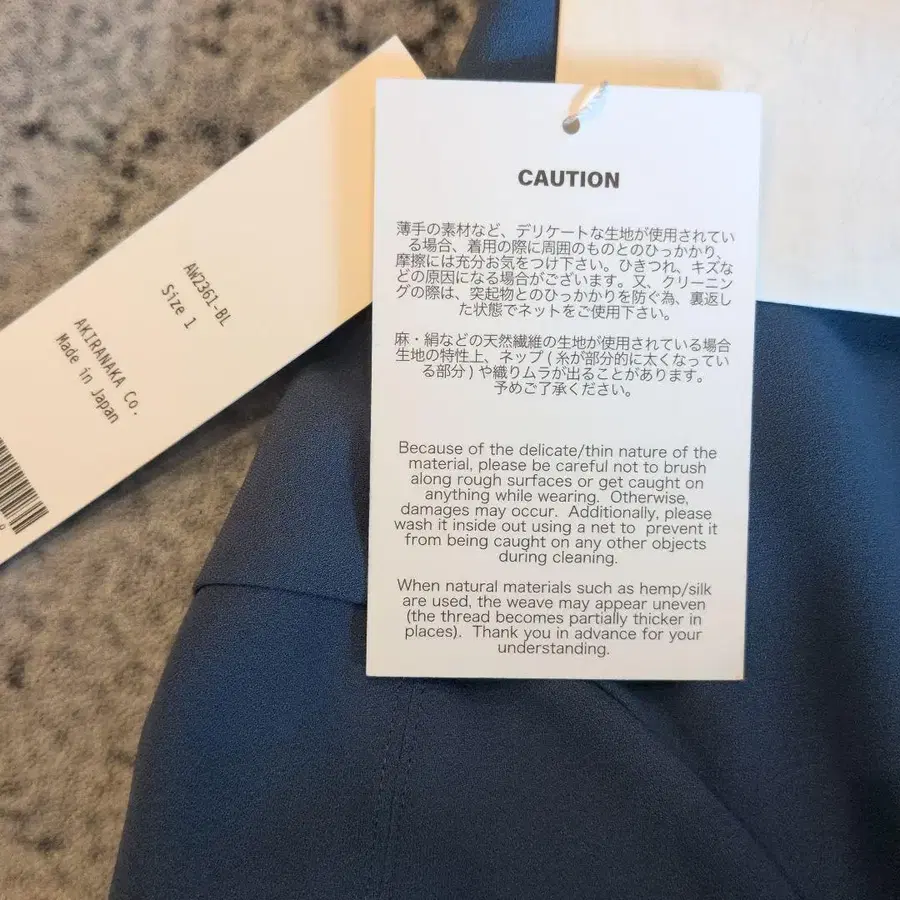 AW2361-BL
Size 1
AKIRANAKA Co.
Made in Japan
CAUTION
薄手の素材など、デリケートな生地が使用されてい
る場合、着用の際に周囲のものとのひっかかり、
摩擦には充分お気をつけ下さい。ひきつれ、キズな
どの原因になる場合がございます。又、クリーニン
グの際は、突起物とのひっかかりを防ぐ為、裏返し
た状態でネットをご使用下さい。
麻・絹などの天然繊維の生地が使用されている場合
生地の特性上、ネップ ( 糸が部分的に太くなってい
る部分 ) や織りムラが出ることがあります。
予めご了承ください。
Because of the delicate/thin nature of the
material, please be careful not to brush
along rough surfaces or get caught on
anything while wearing. Otherwise,
damages may occur. Additionally, please
wash it inside out using a net to prevent it
from being caught on any other objects
during cleaning.
When natural materials such as hemp/silk
are used, the weave may appear uneven
(the thread becomes partially thicker in
places). Thank you in advance for your
understanding.